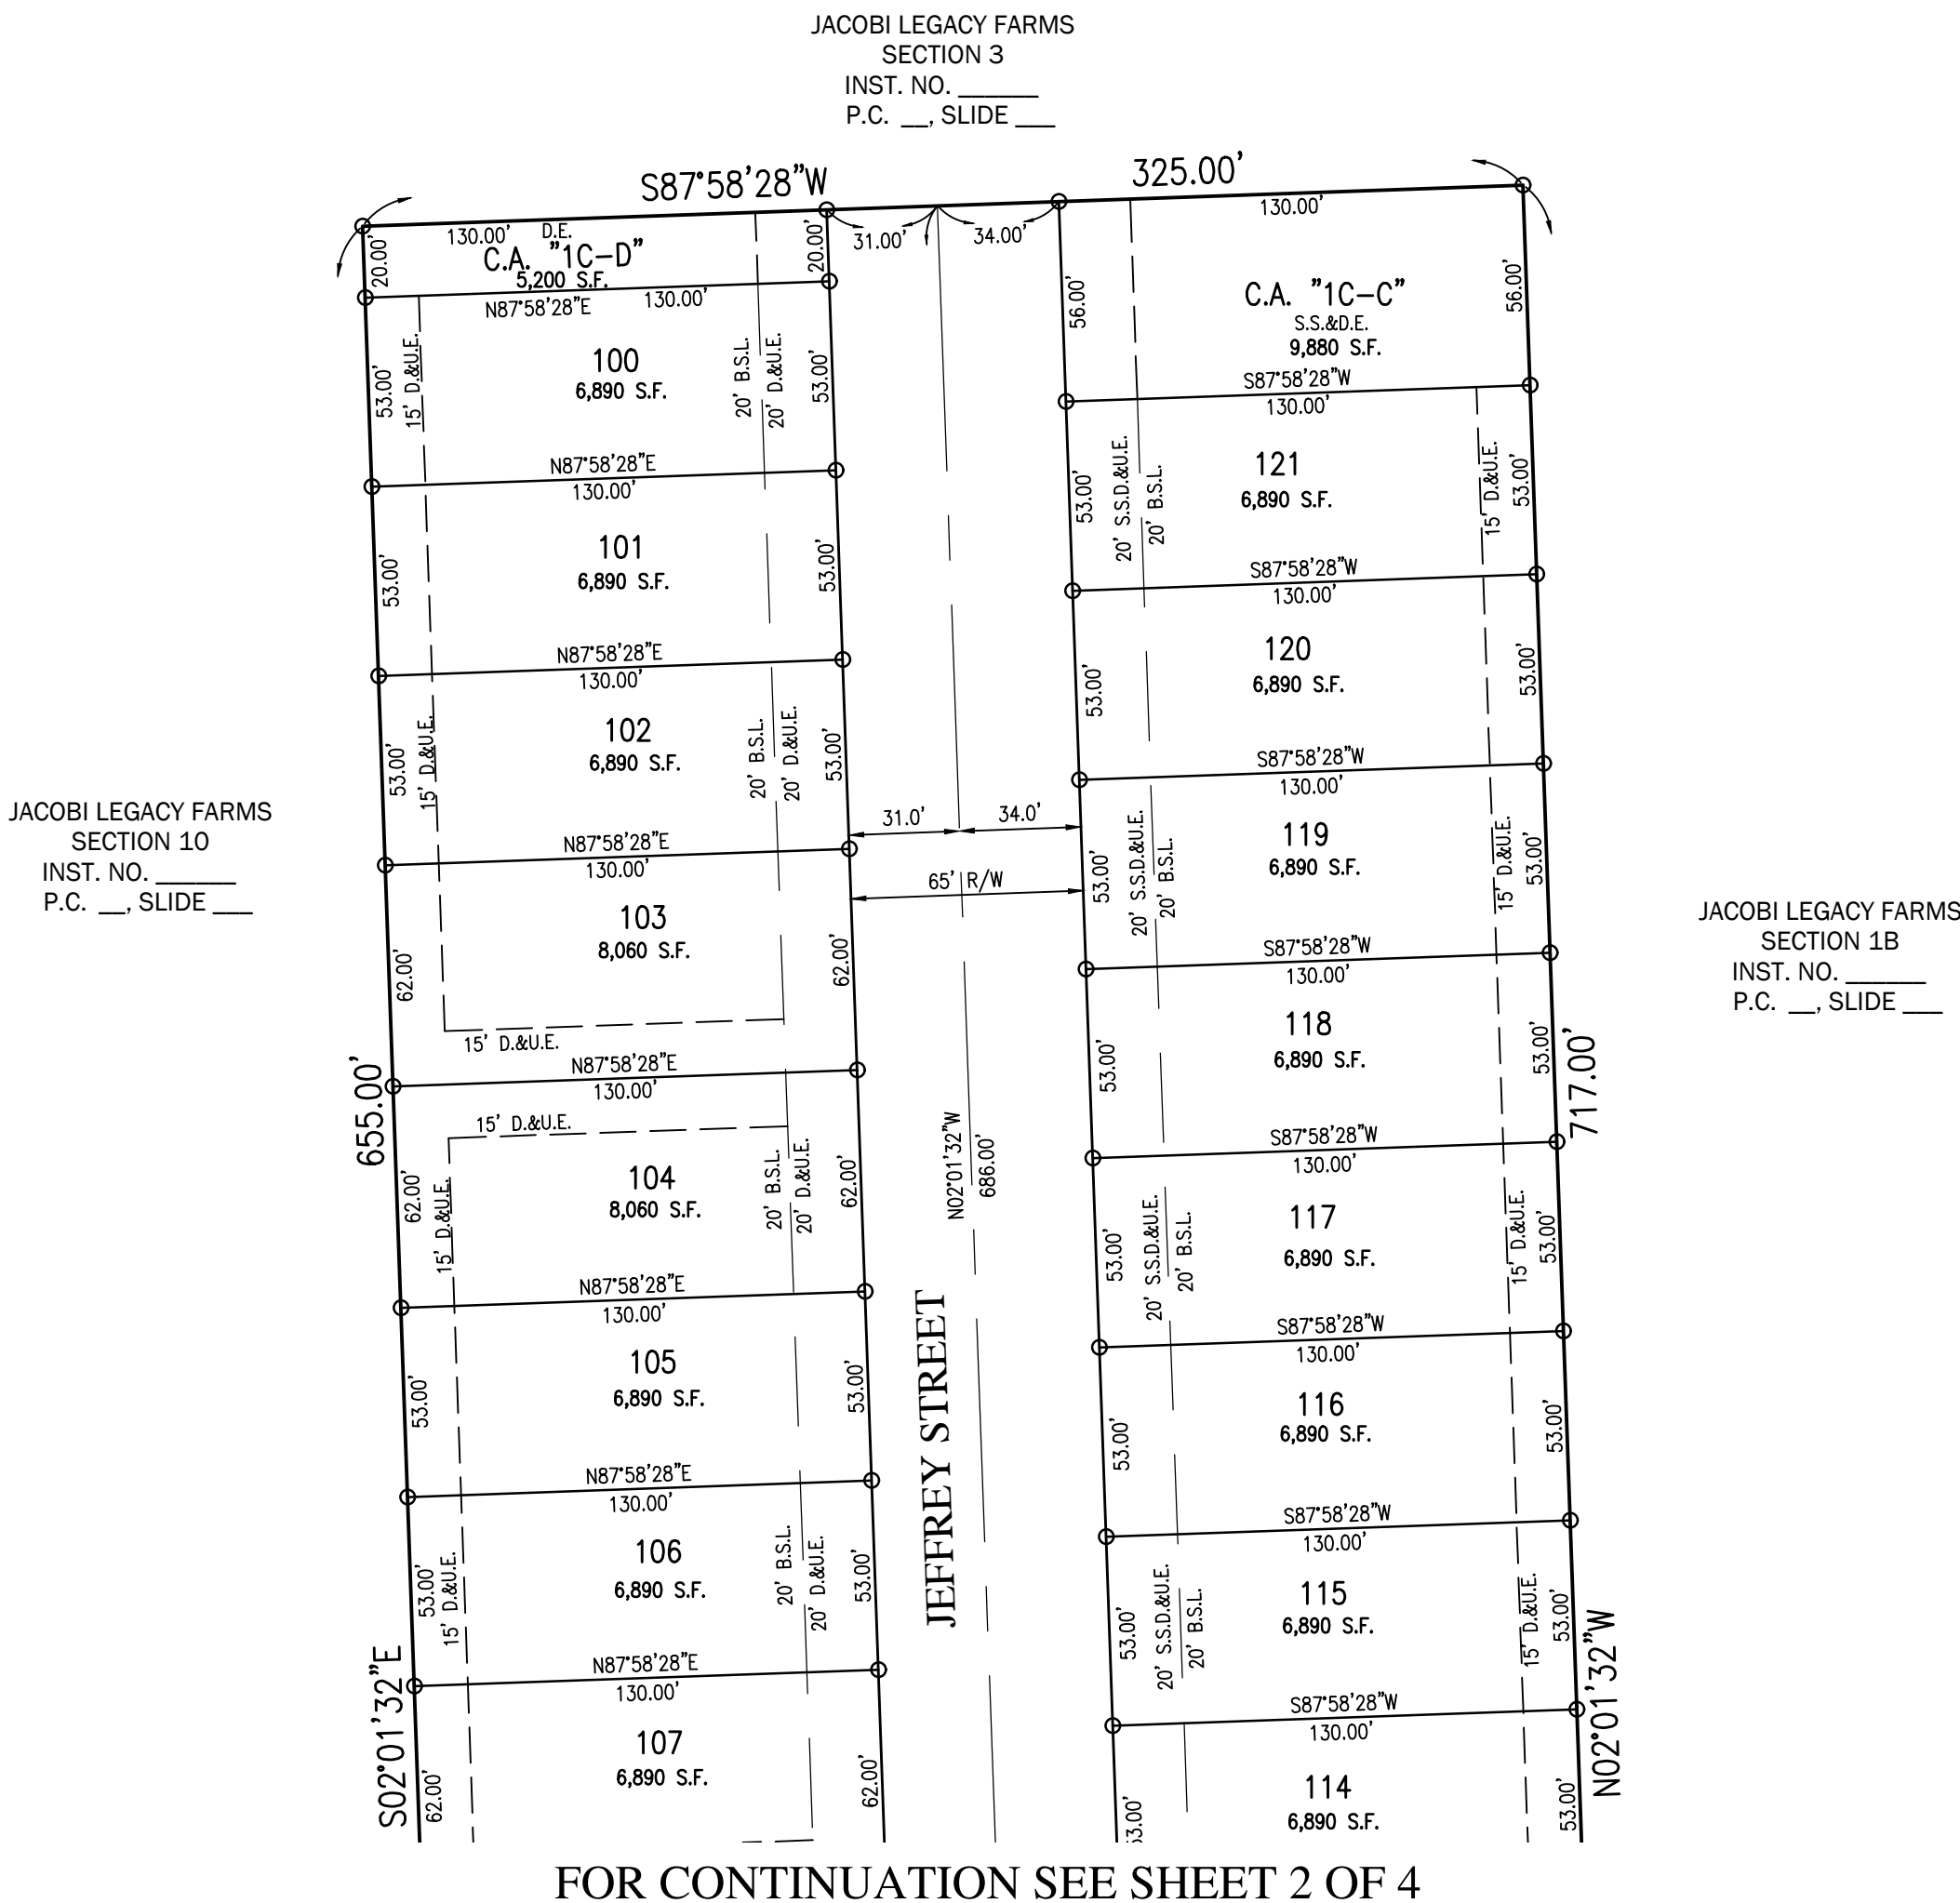 JACOBI LEGACY FARMS
SECTION 3
INST. NO. ______
P.C. __, SLIDE ___
S87°58'28"W
325.00'
130.00' D.E.
C.A. "1C-D"
5,200 S.F.
20.00'
20.00'
31.00'
34.00'
130.00'
N87°58'28"E
130.00'
56.00'
C.A. "1C-C"
S.S.&D.E.
9,880 S.F.
56.00'
53.00'
15' D.&U.E.
100
6,890 S.F.
20' B.S.L.
20' D.&U.E.
53.00'
S87°58'28"W
130.00'
N87°58'28"E
130.00'
53.00'
20' S.S.D.&U.E.
20' B.S.L.
121
6,890 S.F.
15' D.&U.E.
53.00'
53.00'
101
6,890 S.F.
53.00'
S87°58'28"W
130.00'
N87°58'28"E
130.00'
53.00'
120
6,890 S.F.
53.00'
53.00'
15' D.&U.E.
102
6,890 S.F.
20' B.S.L.
20' D.&U.E.
53.00'
S87°58'28"W
130.00'
31.0'
34.0'
JACOBI LEGACY FARMS
SECTION 10
INST. NO. ______
P.C. __, SLIDE ___
N87°58'28"E
130.00'
65' R/W
53.00'
20' S.S.D.&U.E.
20' B.S.L.
119
6,890 S.F.
15' D.&U.E.
53.00'
JACOBI LEGACY FARMS
SECTION 1B
INST. NO. ______
P.C. __, SLIDE ___
62.00'
103
8,060 S.F.
62.00'
15' D.&U.E.
S87°58'28"W
130.00'
53.00'
118
6,890 S.F.
53.00'
717.00'
655.00'
N87°58'28"E
130.00'
15' D.&U.E.
62.00'
15' D.&U.E.
104
8,060 S.F.
20' B.S.L.
20' D.&U.E.
62.00'
N02°01'32"W
686.00'
S87°58'28"W
130.00'
53.00'
20' S.S.D.&U.E.
20' B.S.L.
117
6,890 S.F.
15' D.&U.E.
53.00'
N87°58'28"E
130.00'
53.00'
105
6,890 S.F.
53.00'
JEFFREY STREET
S87°58'28"W
130.00'
53.00'
116
6,890 S.F.
53.00'
N87°58'28"E
130.00'
53.00'
15' D.&U.E.
106
6,890 S.F.
20' B.S.L.
20' D.&U.E.
53.00'
S87°58'28"W
130.00'
53.00'
20' S.S.D.&U.E.
20' B.S.L.
115
6,890 S.F.
15' D.&U.E.
53.00'
S02°01'32"E
N87°58'28"E
130.00'
62.00'
107
6,890 S.F.
62.00'
S87°58'28"W
130.00'
53.00'
114
6,890 S.F.
53.00'
N02°01'32"W
FOR CONTINUATION SEE SHEET 2 OF 4